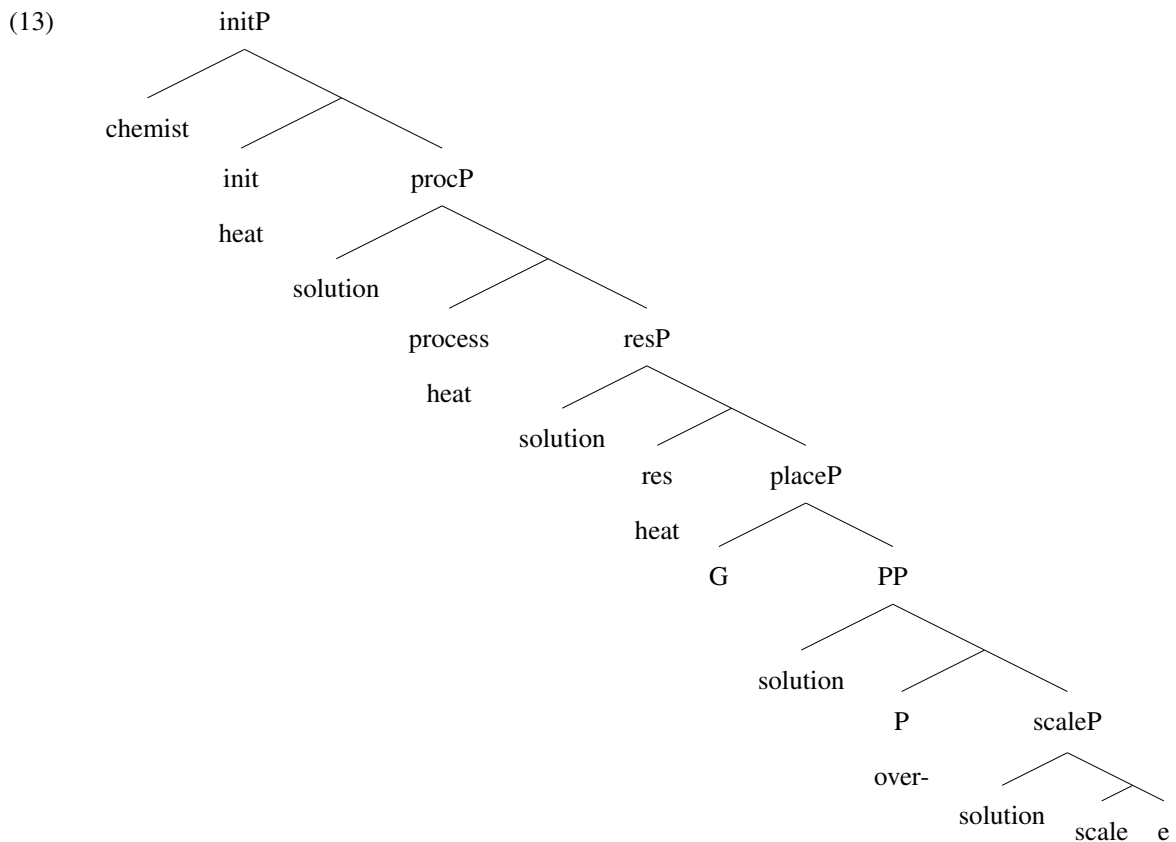 (13) initP
chemist
init procP
heat
solution
process resP
heat
solution
res placeP
heat
G PP
solution
P scaleP
over-
solution
scale e